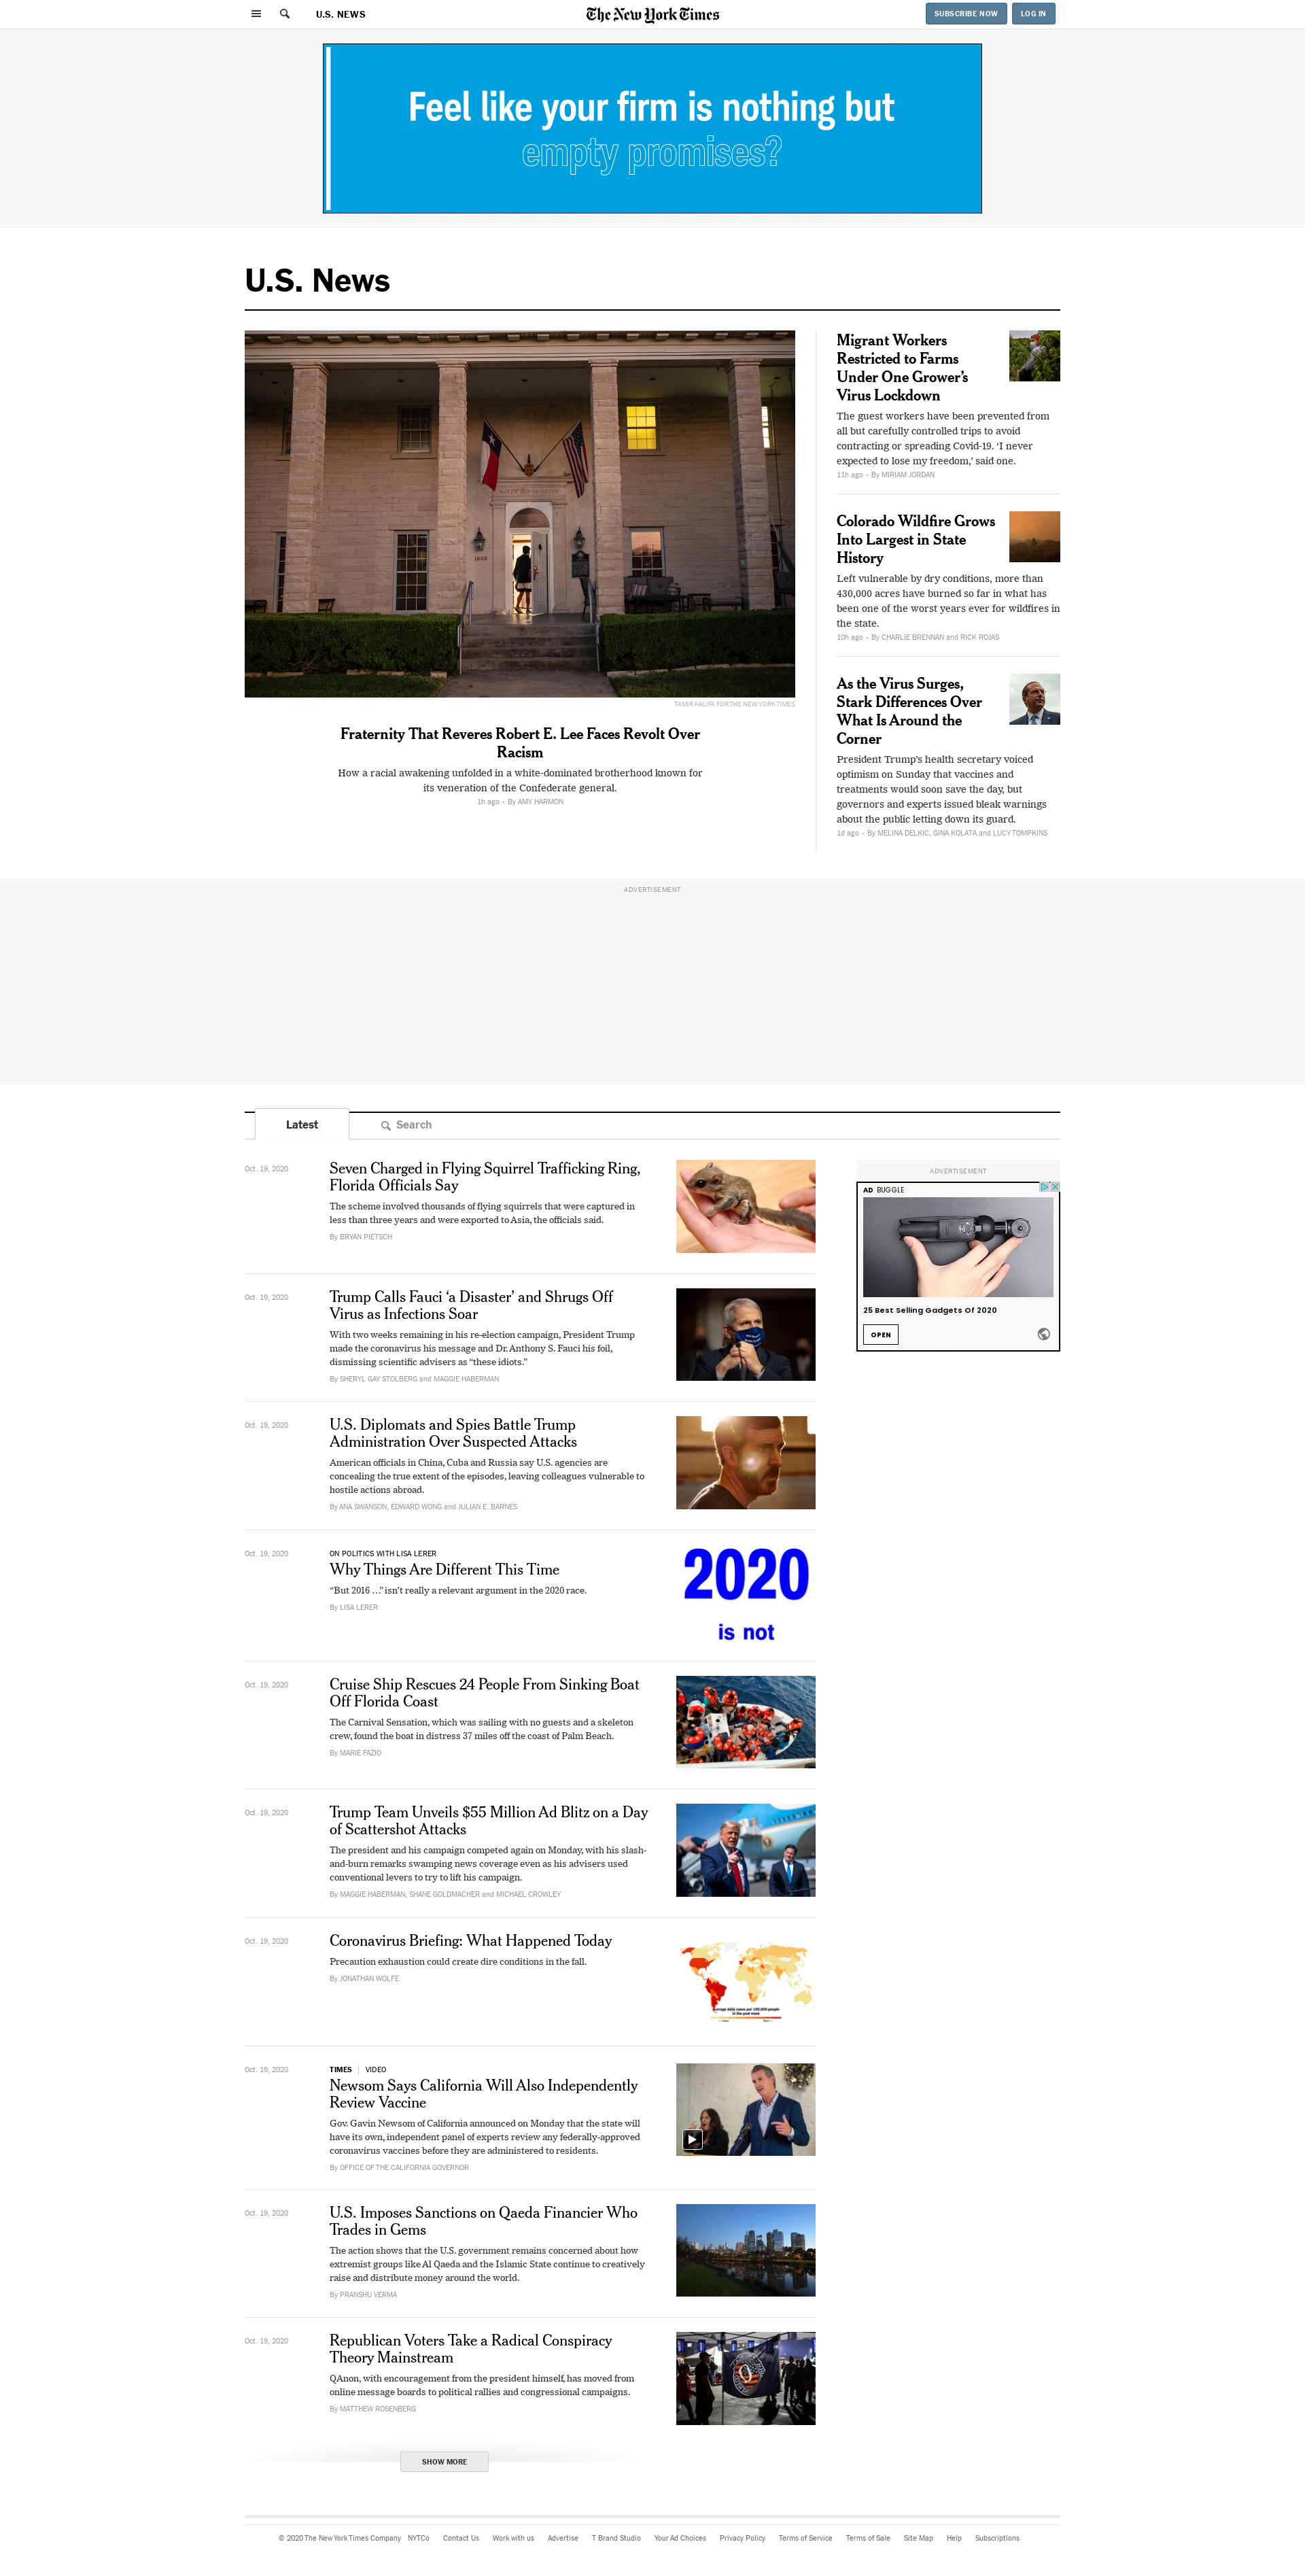 U.S. NEWS
The New York Times
SUBSCRIBE NOW
LOG IN
Feel like your firm is nothing but
empty promises?
U.S. News
TAMIR KALIFA FOR THE NEW YORK TIMES
Fraternity That Reveres Robert E. Lee Faces Revolt Over
Racism
How a racial awakening unfolded in a white-dominated brotherhood known for
its veneration of the Confederate general.
1h ago • By AMY HARMON
Migrant Workers
Restricted to Farms
Under One Grower’s
Virus Lockdown
The guest workers have been prevented from
all but carefully controlled trips to avoid
contracting or spreading Covid-19. ‘I never
expected to lose my freedom,’ said one.
11h ago • By MIRIAM JORDAN
Colorado Wildfire Grows
Into Largest in State
History
Left vulnerable by dry conditions, more than
430,000 acres have burned so far in what has
been one of the worst years ever for wildfires in
the state.
10h ago • By CHARLIE BRENNAN and RICK ROJAS
As the Virus Surges,
Stark Differences Over
What Is Around the
Corner
President Trump’s health secretary voiced
optimism on Sunday that vaccines and
treatments would soon save the day, but
governors and experts issued bleak warnings
about the public letting down its guard.
1d ago • By MELINA DELKIC, GINA KOLATA and LUCY TOMPKINS
ADVERTISEMENT
Latest
Search
Oct. 19, 2020
Seven Charged in Flying Squirrel Trafficking Ring,
Florida Officials Say
The scheme involved thousands of flying squirrels that were captured in
less than three years and were exported to Asia, the officials said.
By BRYAN PIETSCH
ADVERTISEMENT
AD BUGGLE
25 Best Selling Gadgets Of 2020
OPEN
Oct. 19, 2020
Trump Calls Fauci ‘a Disaster’ and Shrugs Off
Virus as Infections Soar
With two weeks remaining in his re-election campaign, President Trump
made the coronavirus his message and Dr. Anthony S. Fauci his foil,
dismissing scientific advisers as “these idiots.”
By SHERYL GAY STOLBERG and MAGGIE HABERMAN
Oct. 19, 2020
U.S. Diplomats and Spies Battle Trump
Administration Over Suspected Attacks
American officials in China, Cuba and Russia say U.S. agencies are
concealing the true extent of the episodes, leaving colleagues vulnerable to
hostile actions abroad.
By ANA SWANSON, EDWARD WONG and JULIAN E. BARNES
Oct. 19, 2020
ON POLITICS WITH LISA LERER
Why Things Are Different This Time
“But 2016 …” isn’t really a relevant argument in the 2020 race.
By LISA LERER
2020
is not
Oct. 19, 2020
Cruise Ship Rescues 24 People From Sinking Boat
Off Florida Coast
The Carnival Sensation, which was sailing with no guests and a skeleton
crew, found the boat in distress 37 miles off the coast of Palm Beach.
By MARIE FAZIO
Oct. 19, 2020
Trump Team Unveils $55 Million Ad Blitz on a Day
of Scattershot Attacks
The president and his campaign competed again on Monday, with his slash-
and-burn remarks swamping news coverage even as his advisers used
conventional levers to try to lift his campaign.
By MAGGIE HABERMAN, SHANE GOLDMACHER and MICHAEL CROWLEY
Oct. 19, 2020
Coronavirus Briefing: What Happened Today
Precaution exhaustion could create dire conditions in the fall.
By JONATHAN WOLFE
Average daily cases per 100,000 people
in the past week
Oct. 19, 2020
TIMES | VIDEO
Newsom Says California Will Also Independently
Review Vaccine
Gov. Gavin Newsom of California announced on Monday that the state will
have its own, independent panel of experts review any federally-approved
coronavirus vaccines before they are administered to residents.
By OFFICE OF THE CALIFORNIA GOVERNOR
Oct. 19, 2020
U.S. Imposes Sanctions on Qaeda Financier Who
Trades in Gems
The action shows that the U.S. government remains concerned about how
extremist groups like Al Qaeda and the Islamic State continue to creatively
raise and distribute money around the world.
By PRANSHU VERMA
Oct. 19, 2020
Republican Voters Take a Radical Conspiracy
Theory Mainstream
QAnon, with encouragement from the president himself, has moved from
online message boards to political rallies and congressional campaigns.
By MATTHEW ROSENBERG
SHOW MORE
© 2020 The New York Times Company NYTCo Contact Us Work with us Advertise T Brand Studio Your Ad Choices Privacy Policy Terms of Service Terms of Sale Site Map Help Subscriptions